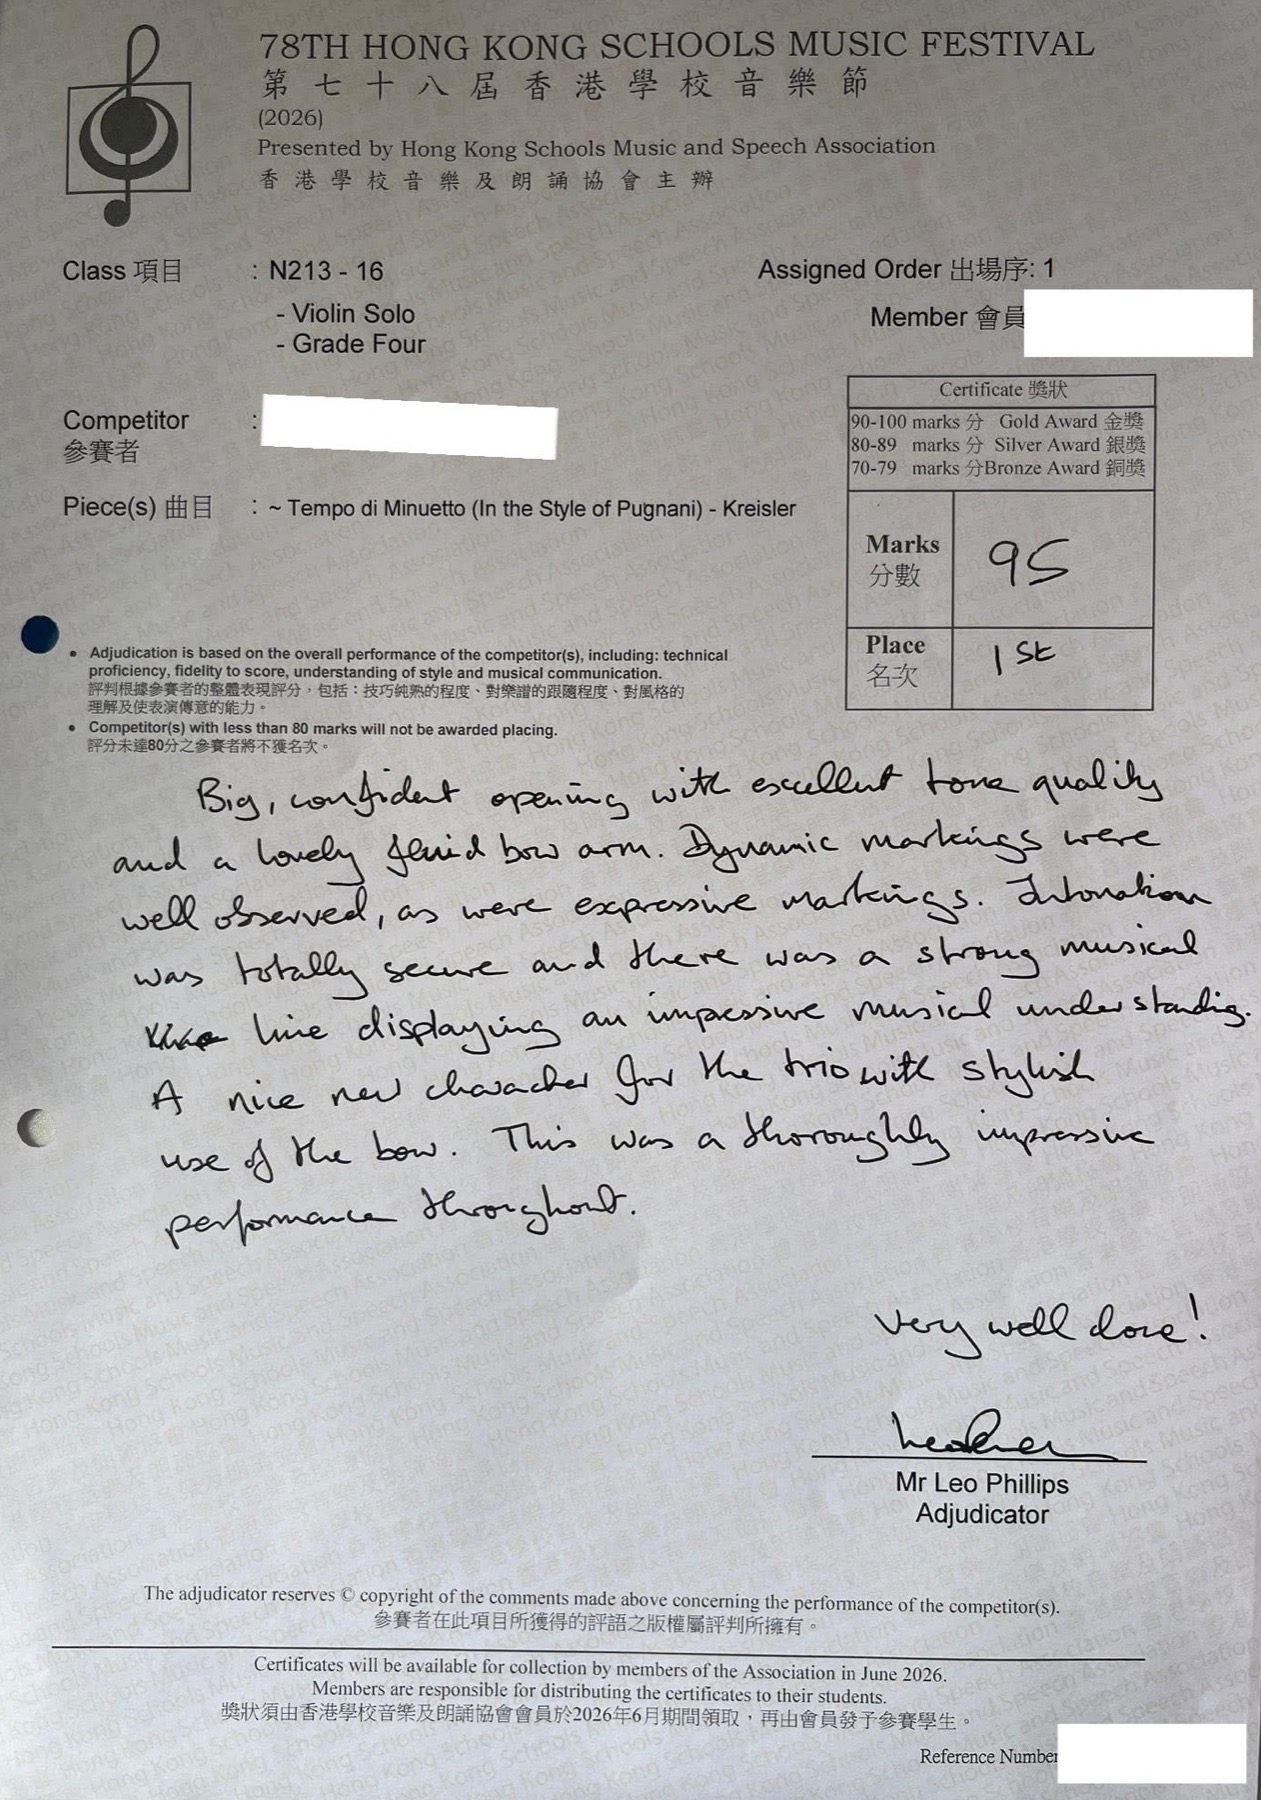 78TH HONG KONG SCHOOLS MUSIC FESTIVAL
第七十八屆香港學校音樂節
(2026)
Presented by Hong Kong Schools Music and Speech Association
香港學校音樂及朗誦協會主辦
Class 項目 : N213 - 16
Assigned Order 出場序: 1
- Violin Solo
Member 會員
- Grade Four
Certificate 獎狀
Competitor :
參賽者
90-100 marks 分 Gold Award 金獎
80-89 marks 分 Silver Award 銀獎
70-79 marks 分Bronze Award 銅獎
Piece(s) 曲目 : ~ Tempo di Minuetto (In the Style of Pugnani) - Kreisler
Marks
分數
95
Place
名次
1st
• Adjudication is based on the overall performance of the competitor(s), including: technical
proficiency, fidelity to score, understanding of style and musical communication.
評判根據參賽者的整體表現評分，包括：技巧純熟的程度、對樂譜的跟隨程度、對風格的
理解及使表演傳意的能力。
• Competitor(s) with less than 80 marks will not be awarded placing.
評分未達80分之參賽者將不獲名次。
Big, confident opening with excellent tone quality
and a lovely fluid bow arm. Dynamic markings were
well observed, as were expressive markings. Intonation
was totally secure and there was a strong musical
line displaying an impressive musical understanding.
A nice new character for the trio with stylish
use of the bow. This was a thoroughly impressive
performance throughout.
Very well done!
Mr Leo Phillips
Adjudicator
The adjudicator reserves © copyright of the comments made above concerning the performance of the competitor(s).
參賽者在此項目所獲得的評語之版權屬評判所擁有。
Certificates will be available for collection by members of the Association in June 2026.
Members are responsible for distributing the certificates to their students.
獎狀須由香港學校音樂及朗誦協會會員於2026年6月期間領取，再由會員發予參賽學生。
Reference Number